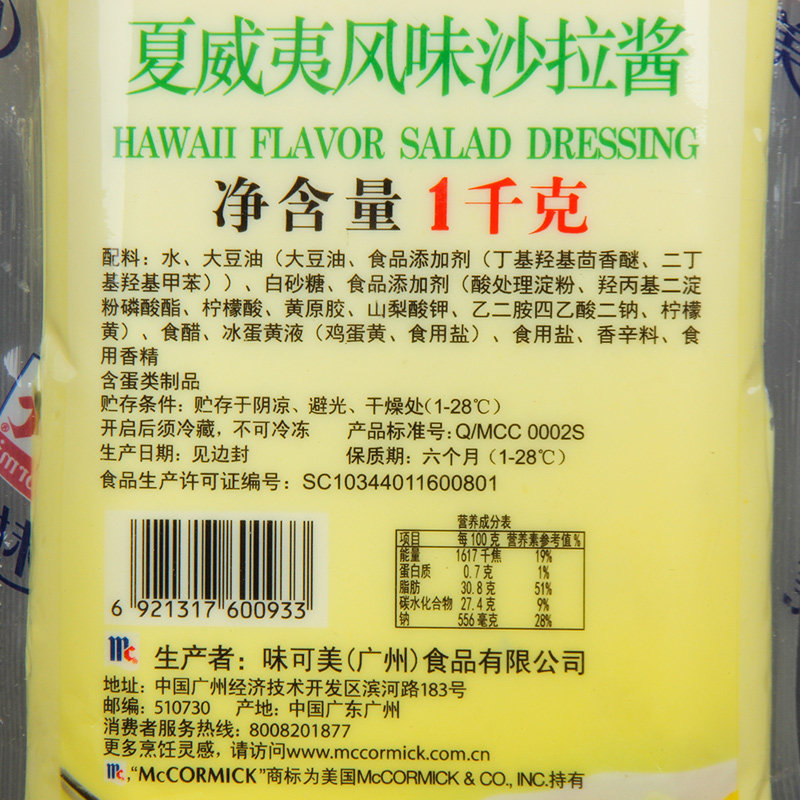 夏威夷风味沙拉酱
HAWAII FLAVOR SALAD DRESSING
净含量 1千克
配料：水、大豆油（大豆油、食品添加剂（丁基羟基茴香醚、二丁
基羟基甲苯））、白砂糖、食品添加剂（酸处理淀粉、羟丙基二淀
粉磷酸酯、柠檬酸、黄原胶、山梨酸钾、乙二胺四乙酸二钠、柠檬
黄）、食醋、冰蛋黄液（鸡蛋黄、食用盐）、食用盐、香辛料、食
用香精
含蛋类制品
贮存条件：贮存于阴凉、避光、干燥处(1-28℃)
开启后须冷藏，不可冷冻 产品标准号：Q/MCC 0002S
生产日期：见边封 保质期：六个月（1-28℃）
食品生产许可证编号：SC10344011600801
营养成分表
项目 每100克 营养素参考值%
能量 1617千焦 19%
蛋白质 0.7克 1%
脂肪 30.8克 51%
碳水化合物 27.4克 9%
钠 556毫克 28%
6 921317 600933
Mc 生产者：味可美(广州)食品有限公司
地址：中国广州经济技术开发区滨河路183号
邮编：510730 产地：中国广东广州
消费者服务热线：8008201877
更多烹饪灵感，请访问www.mccormick.com.cn
Mc,“McCORMICK”商标为美国McCORMICK & CO., INC.持有